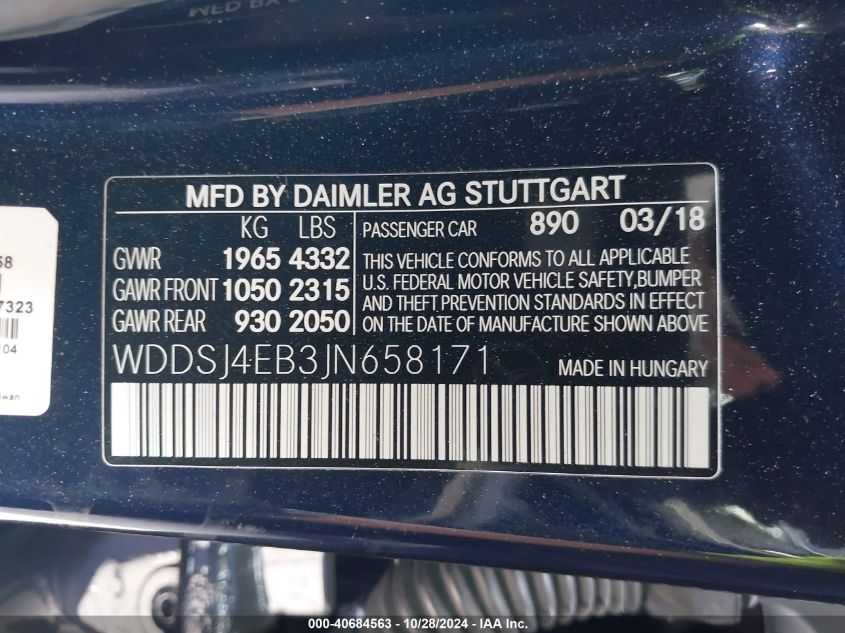 MFD BY DAIMLER AG STUTTGART
KG LBS
GVWR 1965 4332
GAWR FRONT 1050 2315
GAWR REAR 930 2050
PASSENGER CAR 890 03/18
THIS VEHICLE CONFORMS TO ALL APPLICABLE
U.S. FEDERAL MOTOR VEHICLE SAFETY,BUMPER
AND THEFT PREVENTION STANDARDS IN EFFECT
ON THE DATE OF MANUFACTURE SHOWN ABOVE
WDDSJ4EB3JN658171
MADE IN HUNGARY
7323
04
000-40684563 / 10/28/2024 - IAA Inc.